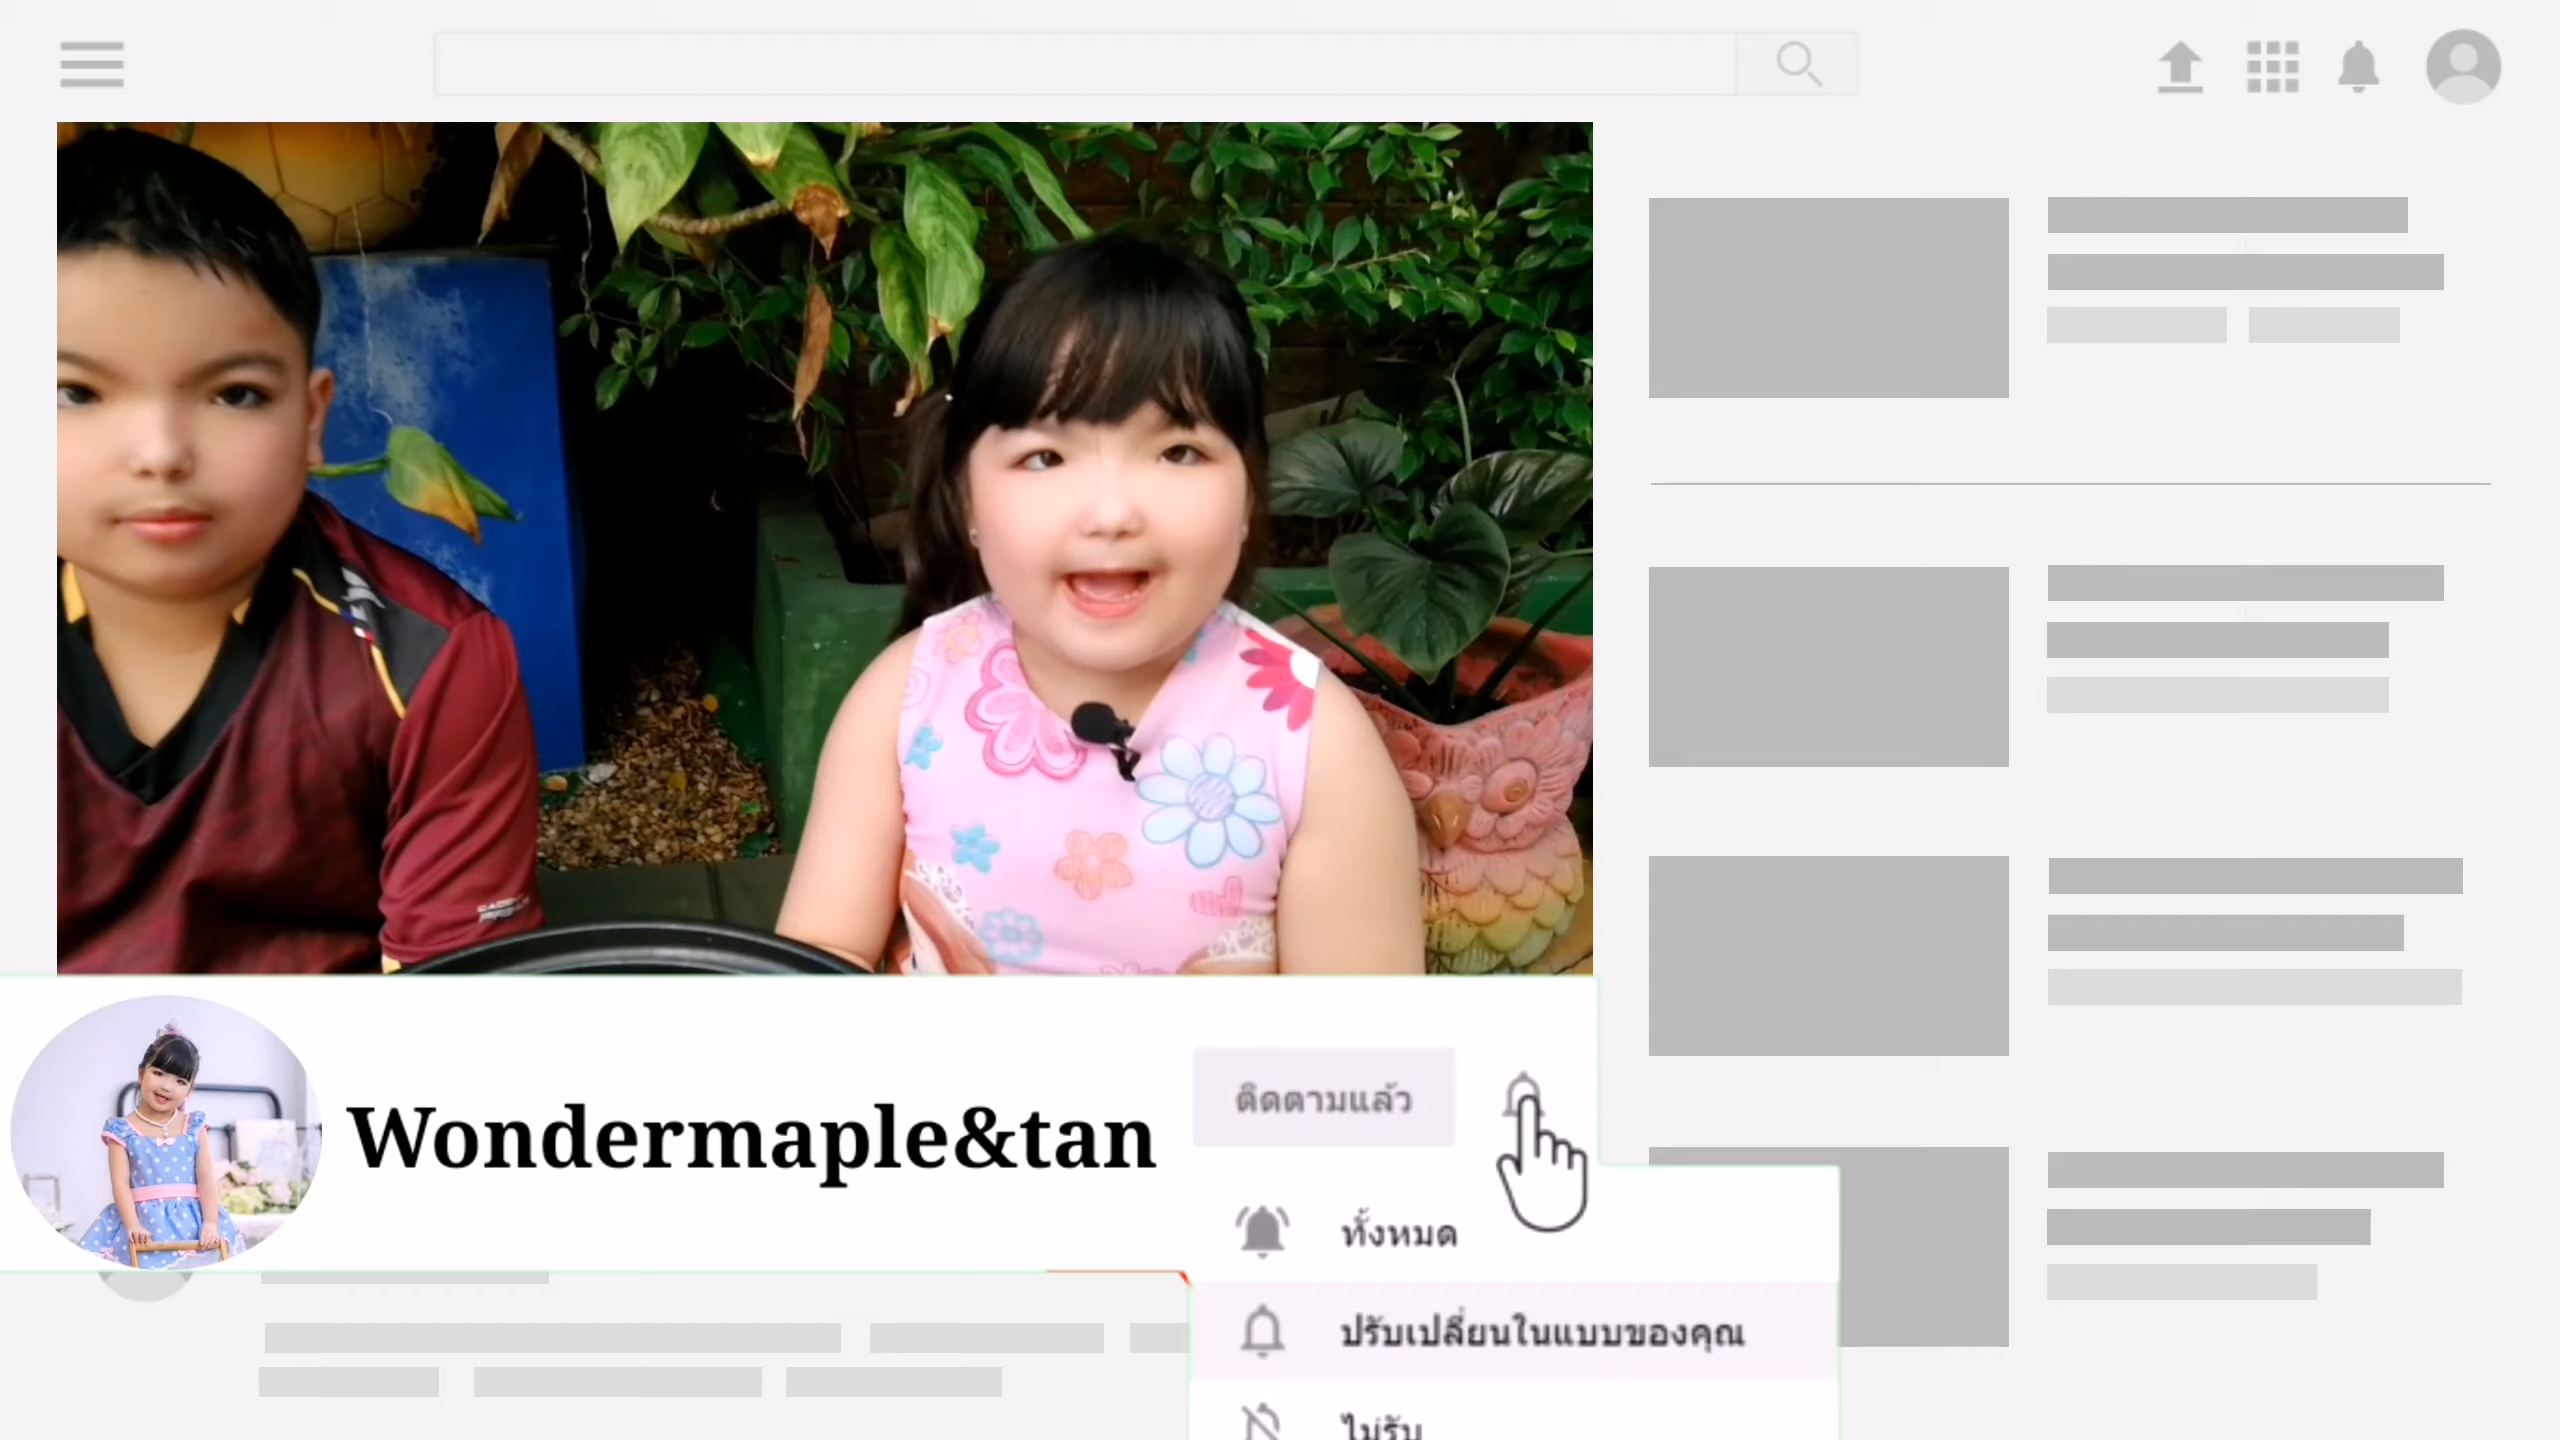 Wondermaple&tan
ติดตามแล้ว
ทั้งหมด
ปรับเปลี่ยนในแบบของคุณ
ไม่รับ